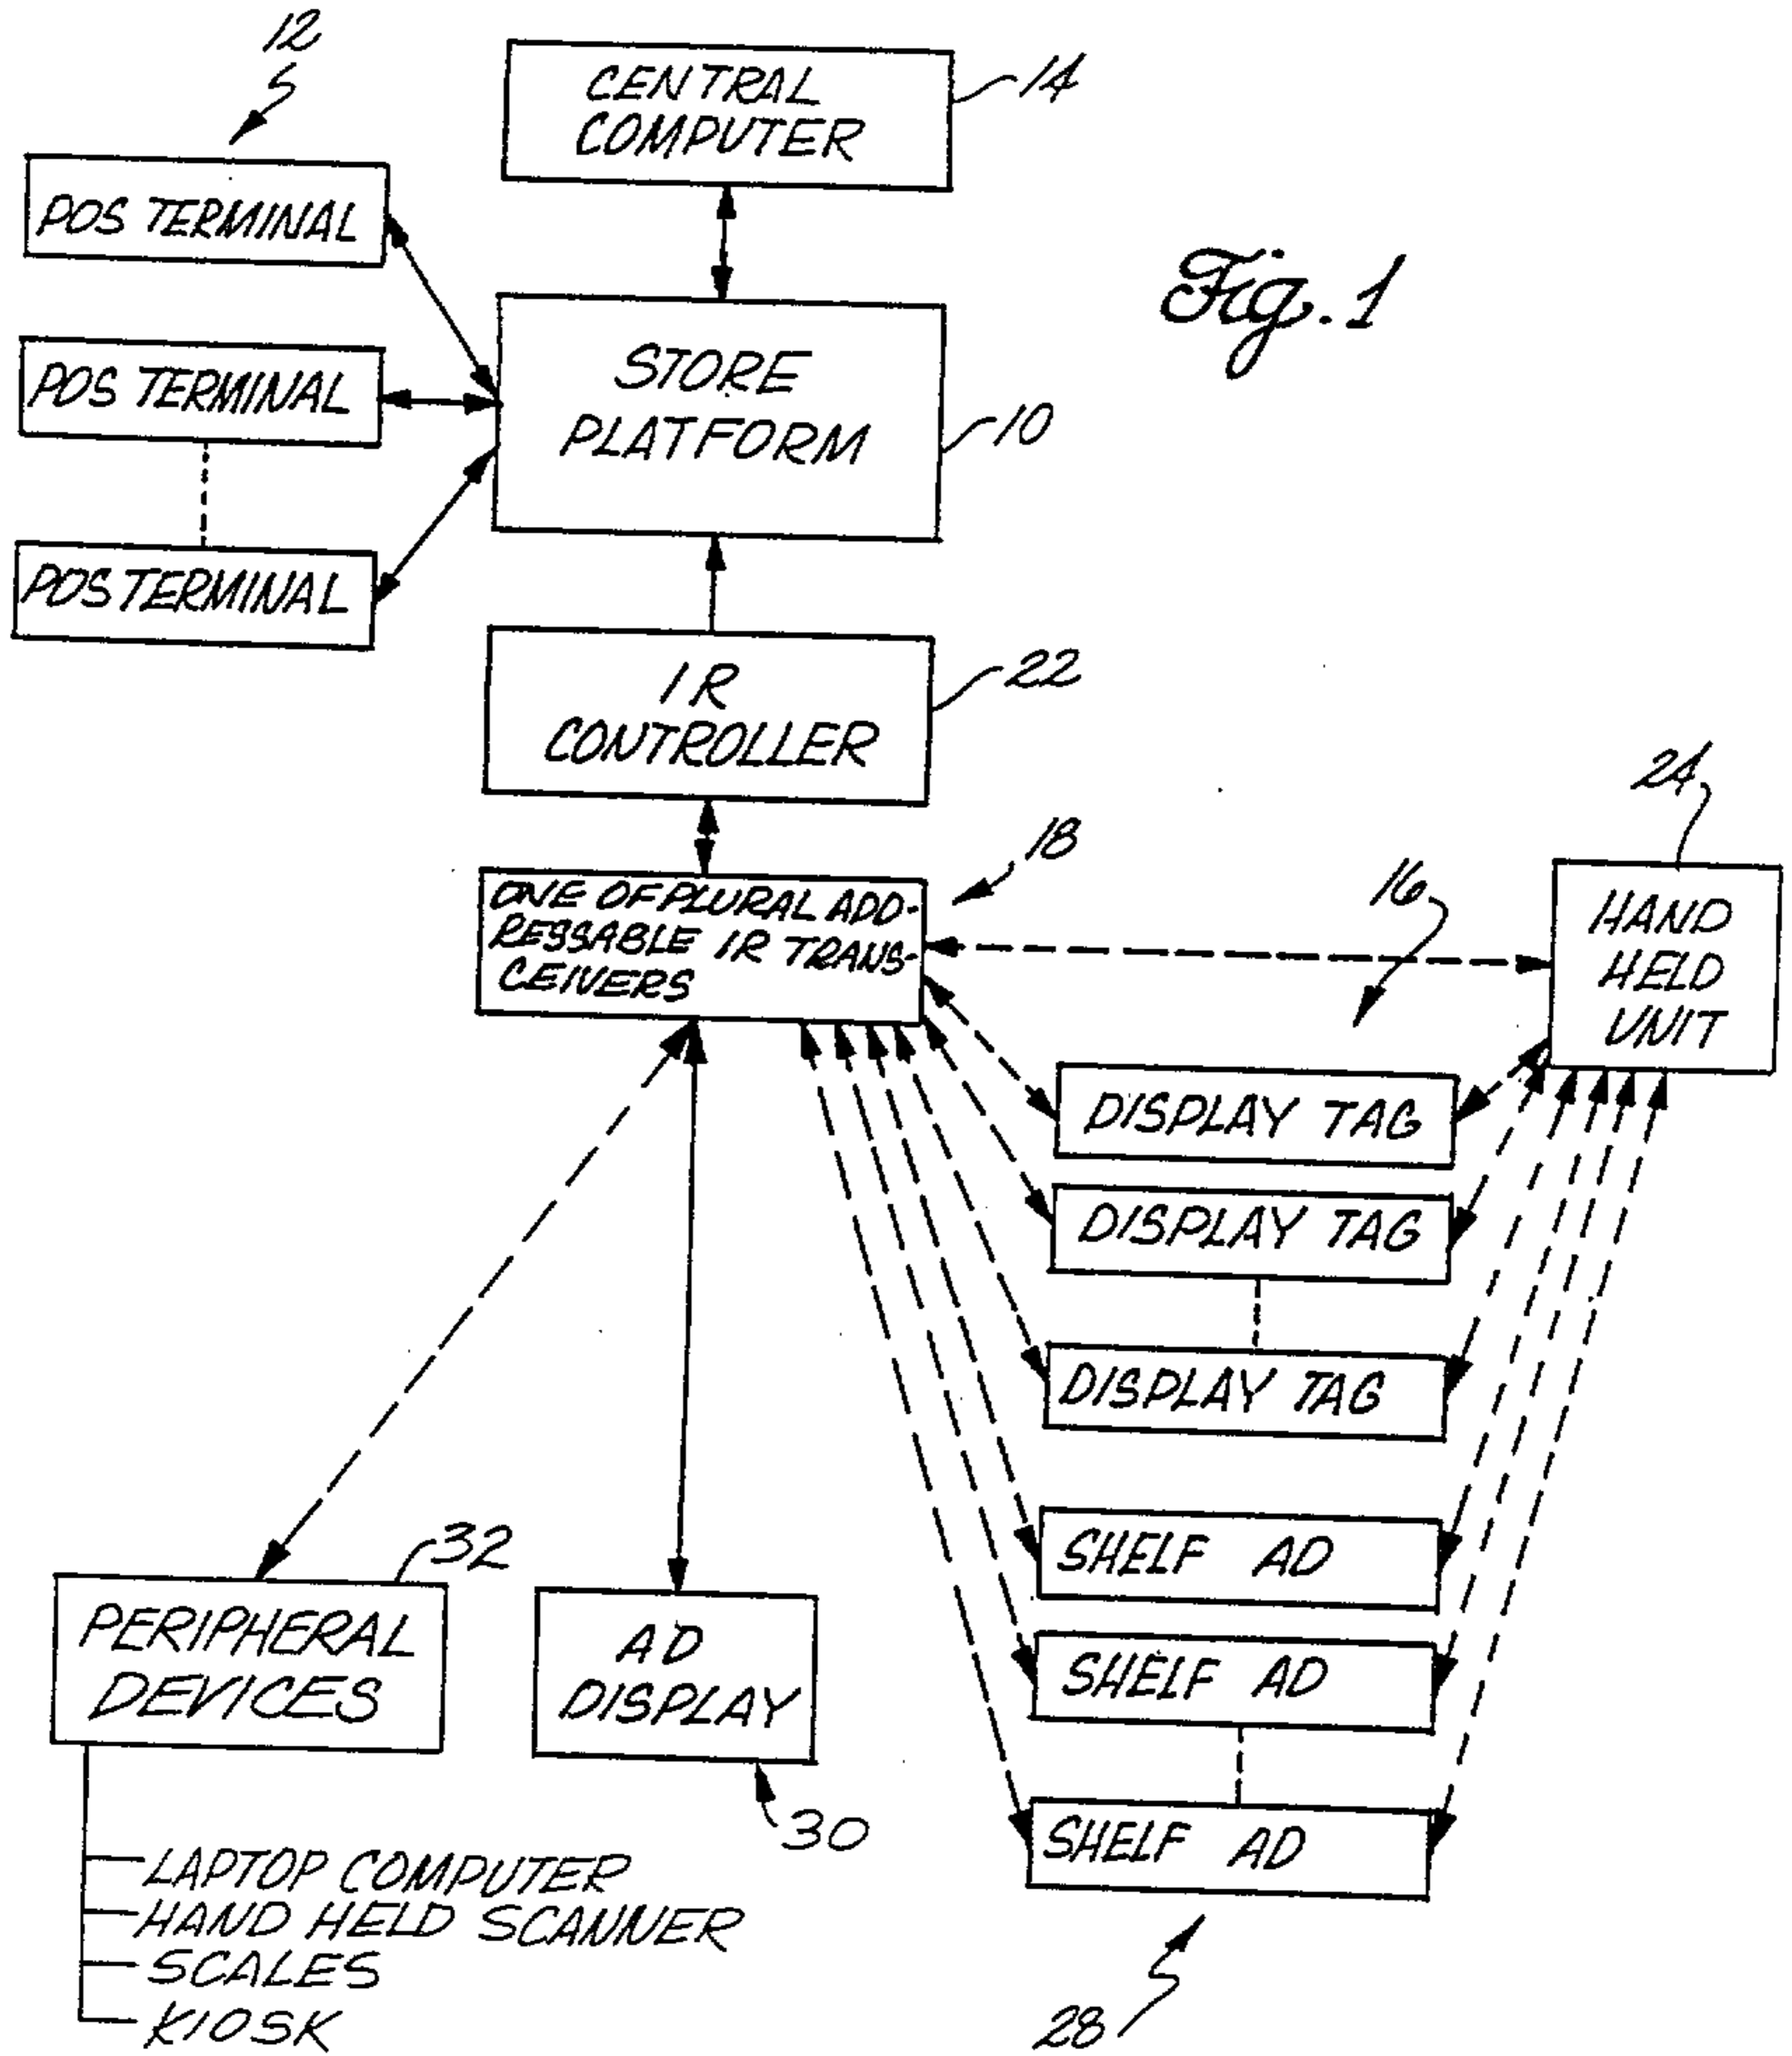 12
CENTRAL
COMPUTER
14
POS TERMINAL
Fig. 1
STORE
PLATFORM
10
POS TERMINAL
POS TERMINAL
IR
CONTROLLER
22
24
18
16
ONE OF PLURAL ADD-
RESSABLE IR TRANS-
CEIVERS
HAND
HELD
UNIT
DISPLAY TAG
DISPLAY TAG
DISPLAY TAG
32
SHELF AD
PERIPHERAL
DEVICES
AD
DISPLAY
SHELF AD
30
SHELF AD
LAPTOP COMPUTER
HAND HELD SCANNER
SCALES
KIOSK
28